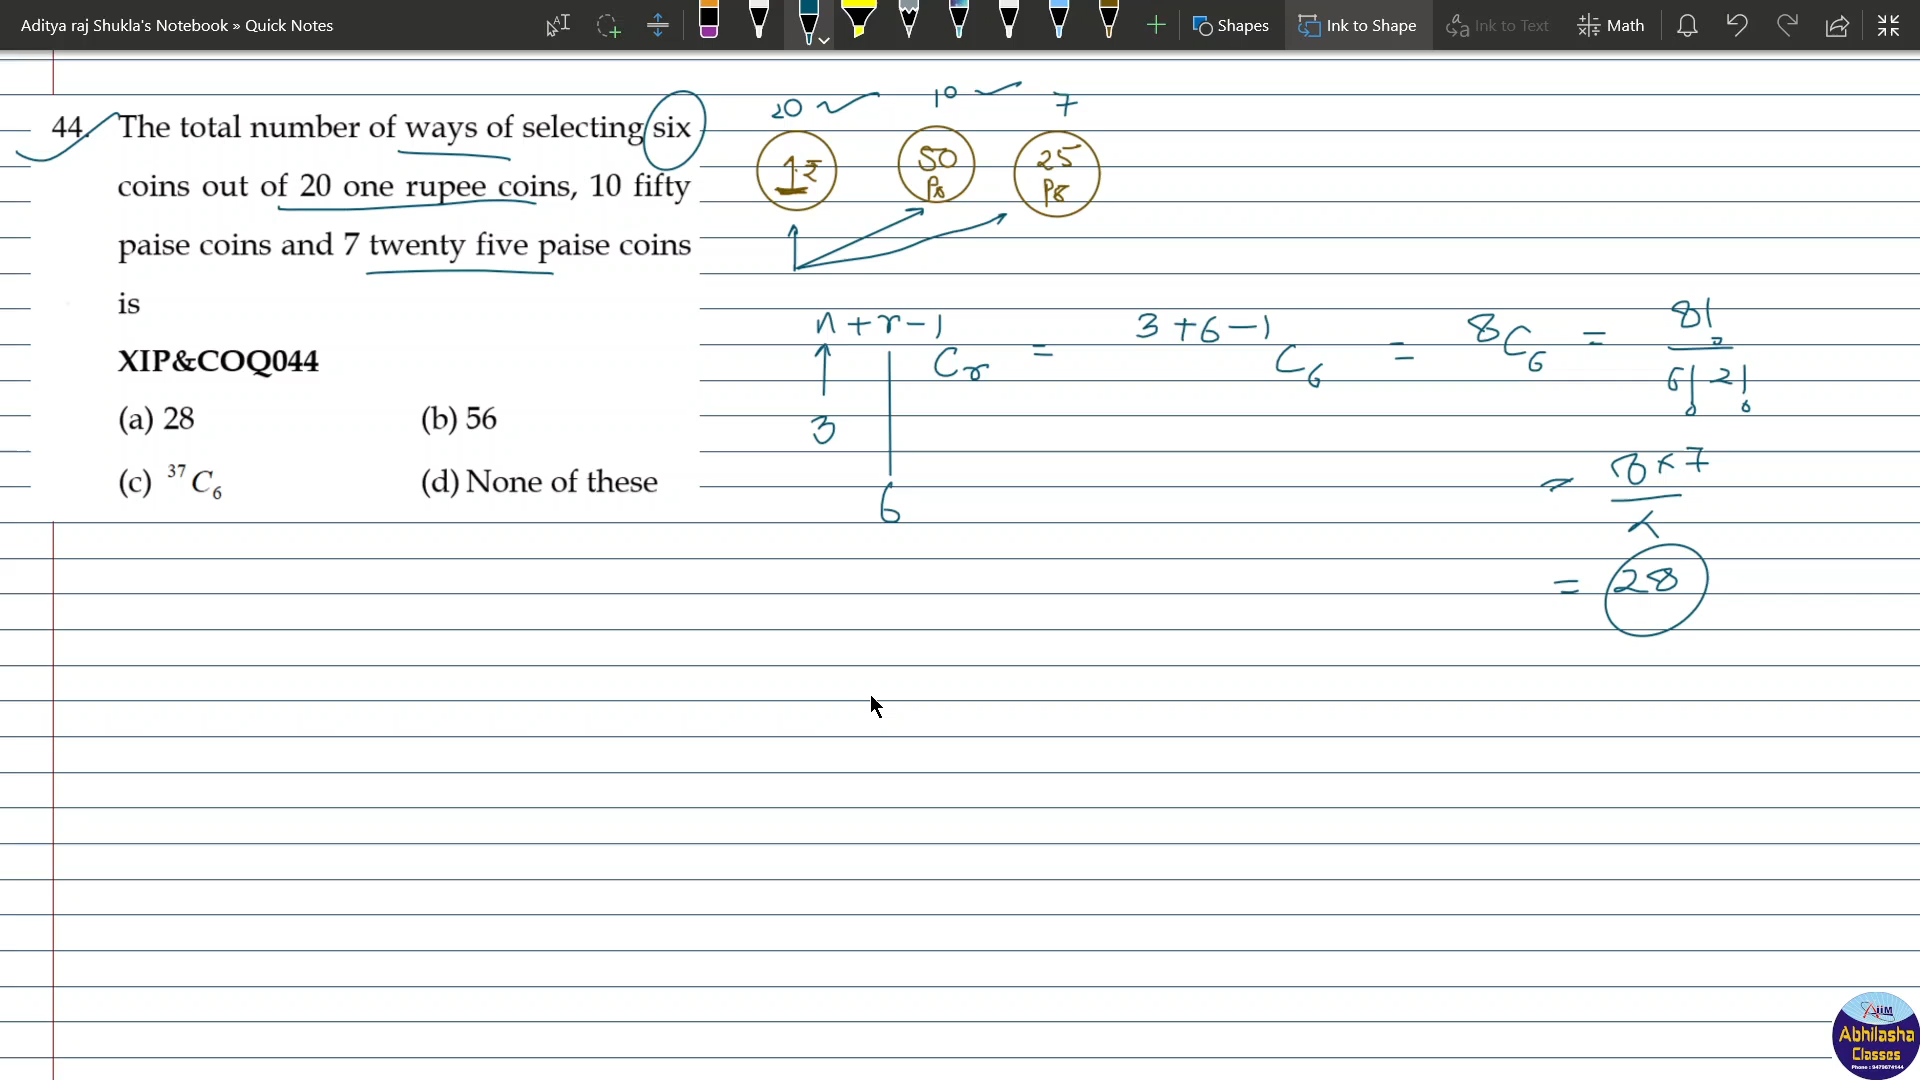 Aditya raj Shukla's Notebook » Quick Notes
Shapes
Ink to Shape
Ink to Text
Math
44. The total number of ways of selecting six
coins out of 20 one rupee coins, 10 fifty
paise coins and 7 twenty five paise coins
is
XIP&COQ044
(a) 28 (b) 56
(c) ³⁷C₆ (d) None of these
20 10 7
1₹ 50 Ps 25 Ps
n+r-1 Cr = 3+6-1 C6 = 8C6 = 8! / 6! 2!
3
6
= 8×7 / 2
= 28
AIIM
Abhilasha
Classes
Phone : 9479674144